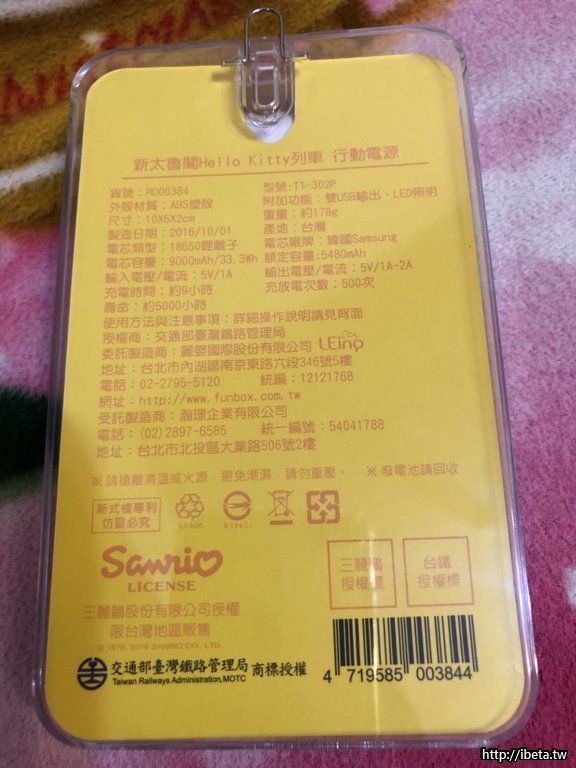 新太魯閣Hello Kitty列車 行動電源
貨號：RD00384 型號：TT-302P
外殼材質：ABS塑殼 附加功能：雙USB輸出、LED照明
尺寸：10X6X2cm 重量：約178g
製造日期：2016/10/01 產地：台灣
電芯類型：18650鋰離子 電芯廠牌：韓國Samsung
電芯容量：9000mAh/33.3Wh 額定容量：5480mAh
輸入電壓/電流：5V/1A 輸出電壓/電流：5V/1A-2A
充電時間：約9小時 充放電次數：500次
壽命：約5000小時
使用方法與注意事項：詳細操作說明請見背面
授權商：交通部臺灣鐵路管理局
委託製造商：麗嬰國際股份有限公司 LEing
地址：台北市內湖區南京東路六段346號5樓
電話：02-2795-5120 統編：12121768
網址：http://www.funbox.com.tw
受託製造商：瀚璟企業有限公司
電話：(02)2897-6585 統一編號：54041788
地址：台北市北投區大業路506號2樓
※請遠離高溫或火源，避免潮濕，請勿重壓。 ※廢電池請回收
新式樣專利
仿冒必究
Li-ion
Sanrio
LICENSE
三麗鷗
授權標
台鐵
授權標
三麗鷗股份有限公司授權
限台灣地區販售
© 1976, 2016 SANRIO CO., LTD.
交通部臺灣鐵路管理局 商標授權
Taiwan Railways Administration,MOTC
4 719585 003844
http://ibeta.tw